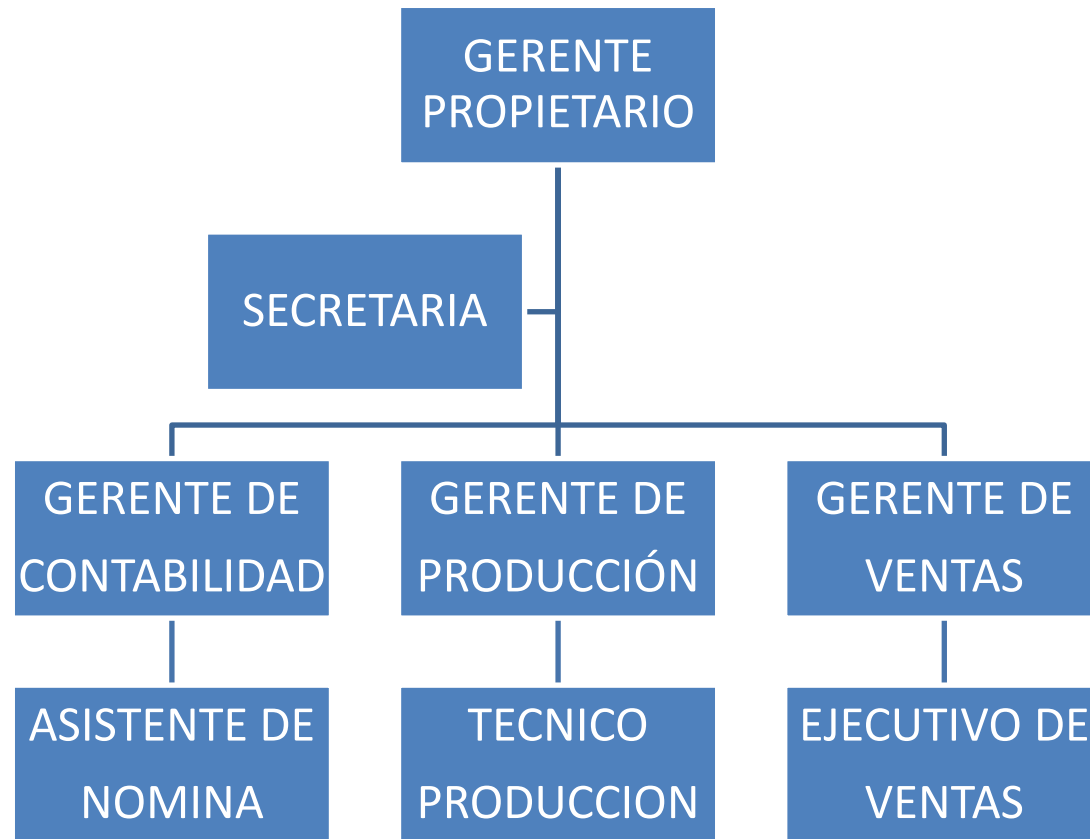 GERENTE
PROPIETARIO
SECRETARIA
GERENTE DE
CONTABILIDAD
GERENTE DE
PRODUCCIÓN
GERENTE DE
VENTAS
ASISTENTE DE
NOMINA
TECNICO
PRODUCCION
EJECUTIVO DE
VENTAS